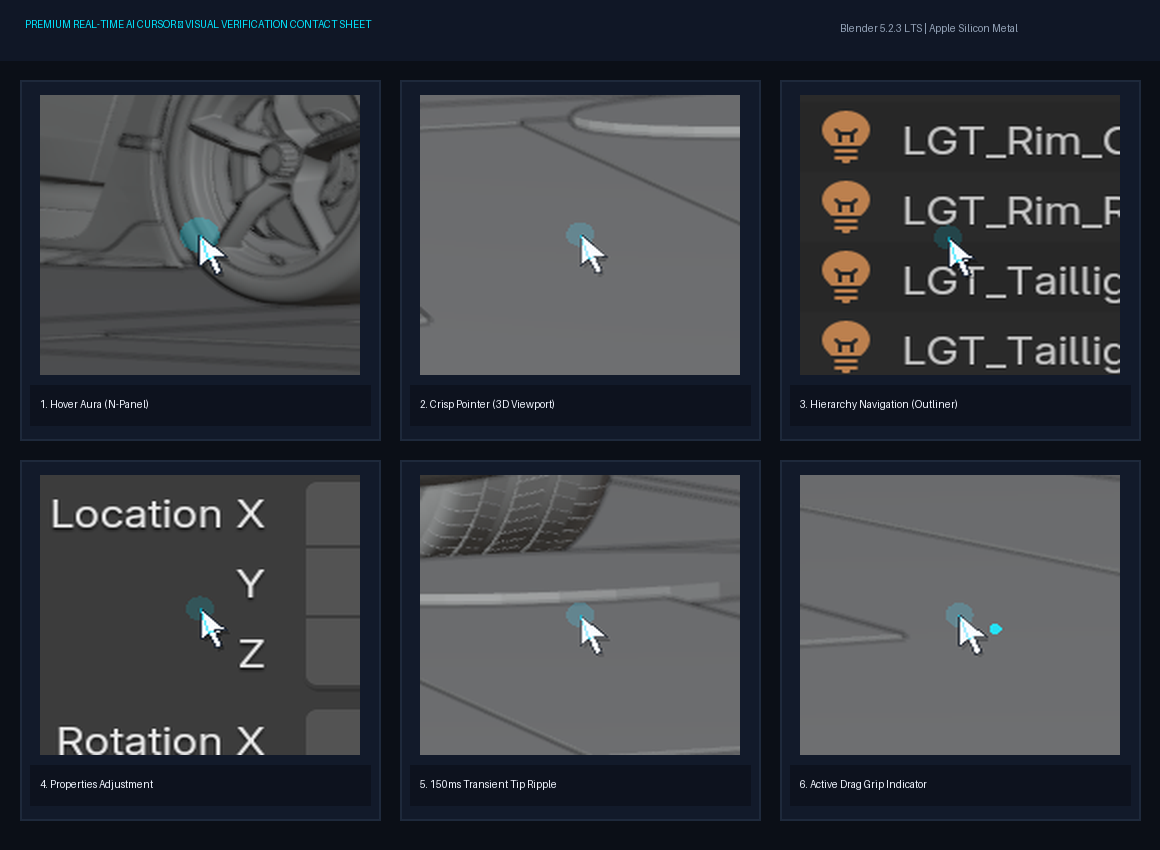 PREMIUM REAL-TIME AI CURSOR▯ VISUAL VERIFICATION CONTACT SHEET
Blender 5.2.3 LTS | Apple Silicon Metal
LGT_Rim_
LGT_Rim_R
LGT_Taillig
LGT_Taillig
1. Hover Aura (N-Panel)
2. Crisp Pointer (3D Viewport)
3. Hierarchy Navigation (Outliner)
Location X
Y
Z
Rotation X
4. Properties Adjustment
5. 150ms Transient Tip Ripple
6. Active Drag Grip Indicator